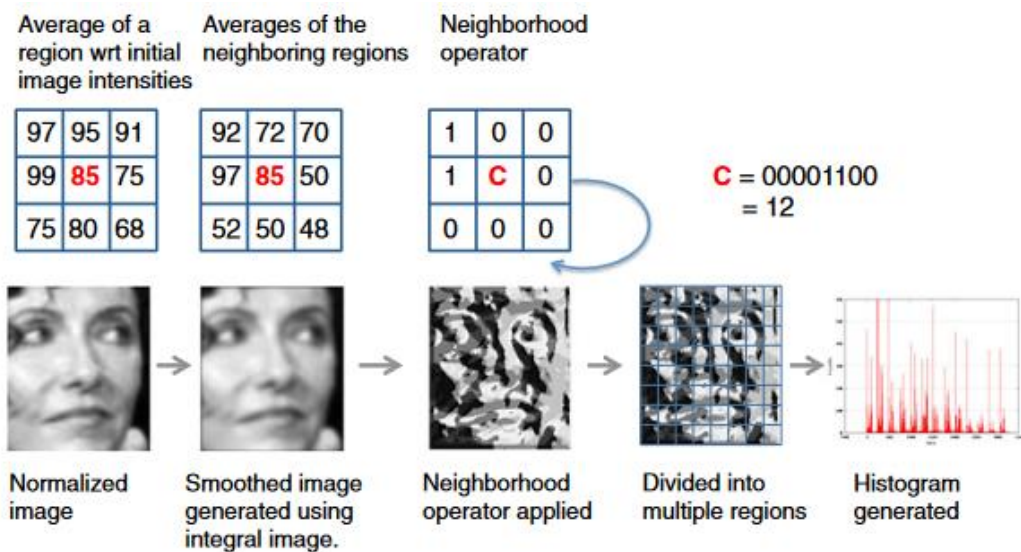 Average of a
region wrt initial
image intensities
Averages of the
neighboring regions
Neighborhood
operator
97 95 91
99 85 75
75 80 68
92 72 70
97 85 50
52 50 48
1 0 0
1 C 0
0 0 0
C = 00001100
= 12
Normalized
image
Smoothed image
generated using
integral image.
Neighborhood
operator applied
Divided into
multiple regions
Histogram
generated